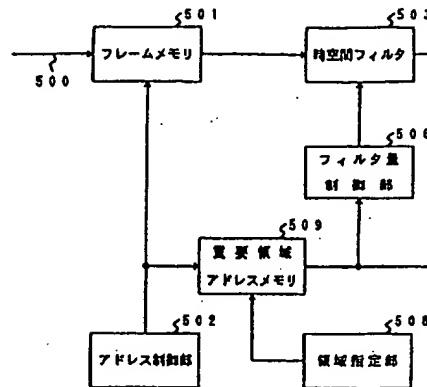 501
フレームメモリ
500
503
時空間フィルタ
506
フィルタ量
制御部
509
重要領域
アドレスメモリ
502
アドレス制御部
508
領域指定部